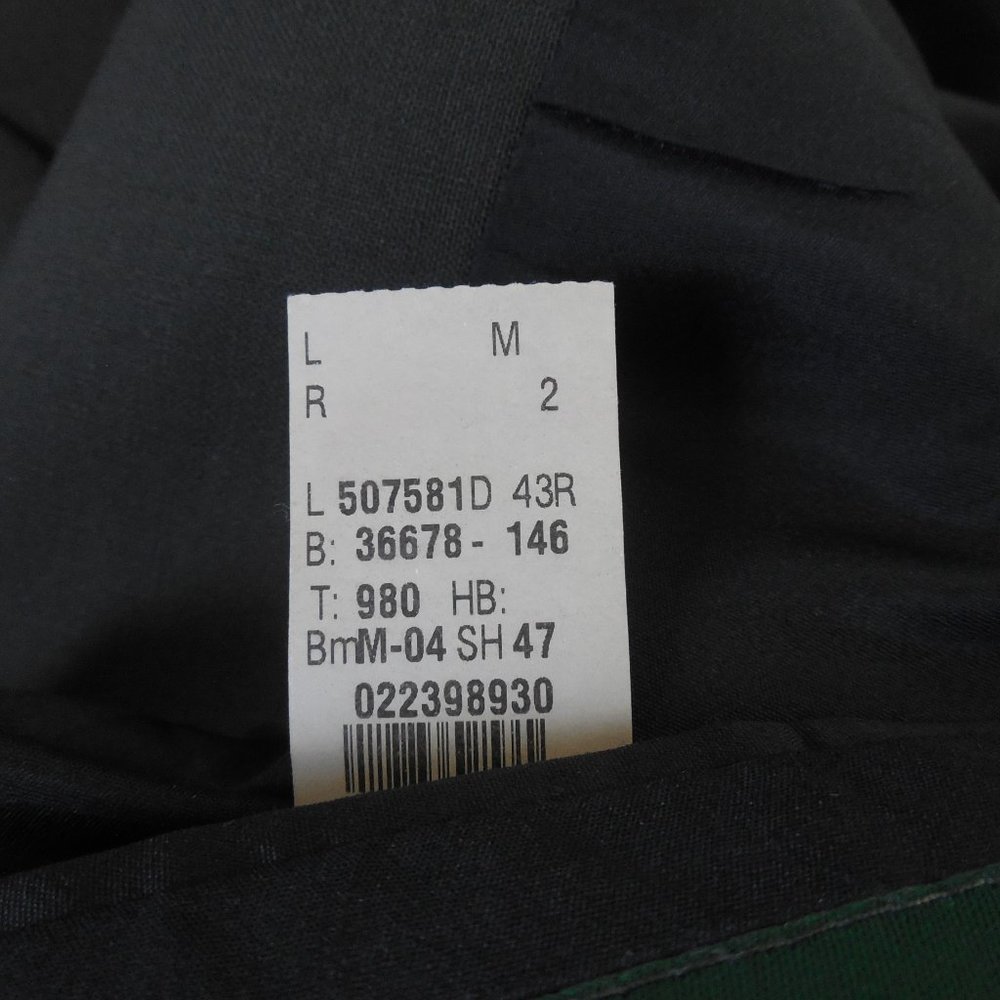 L M
R 2
L 507581D 43R
B: 36678- 146
T: 980 HB:
BmM-04 SH 47
022398930